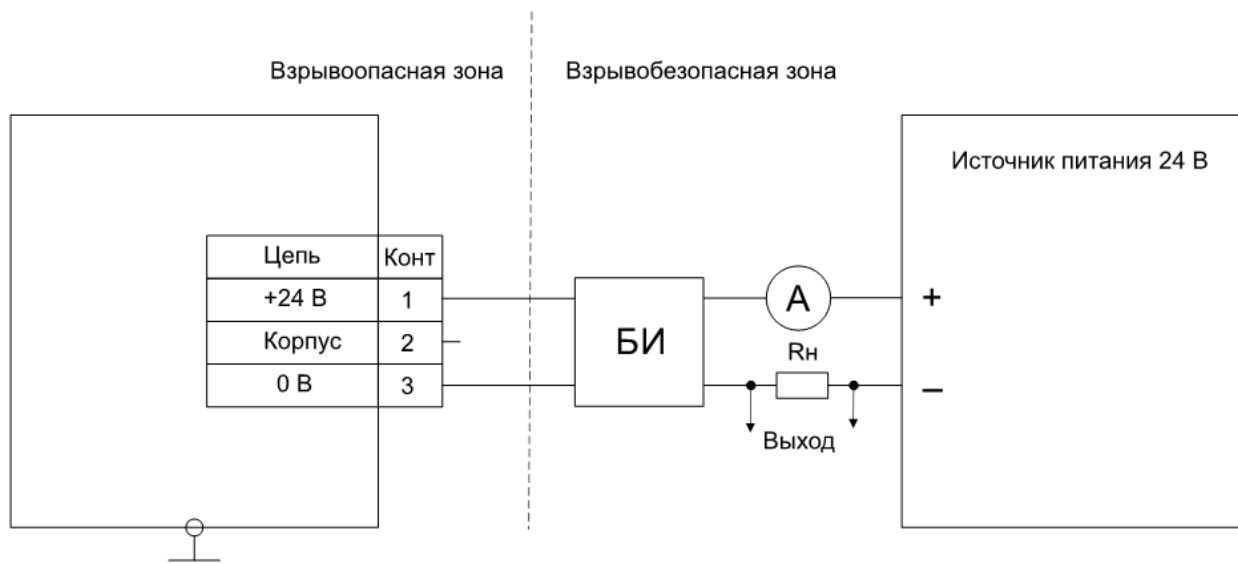 Взрывоопасная зона
Взрывобезопасная зона
Источник питания 24 В
Цепь Конт
+24 В 1
Корпус 2
0 В 3
БИ
А
+
Rн
–
Выход